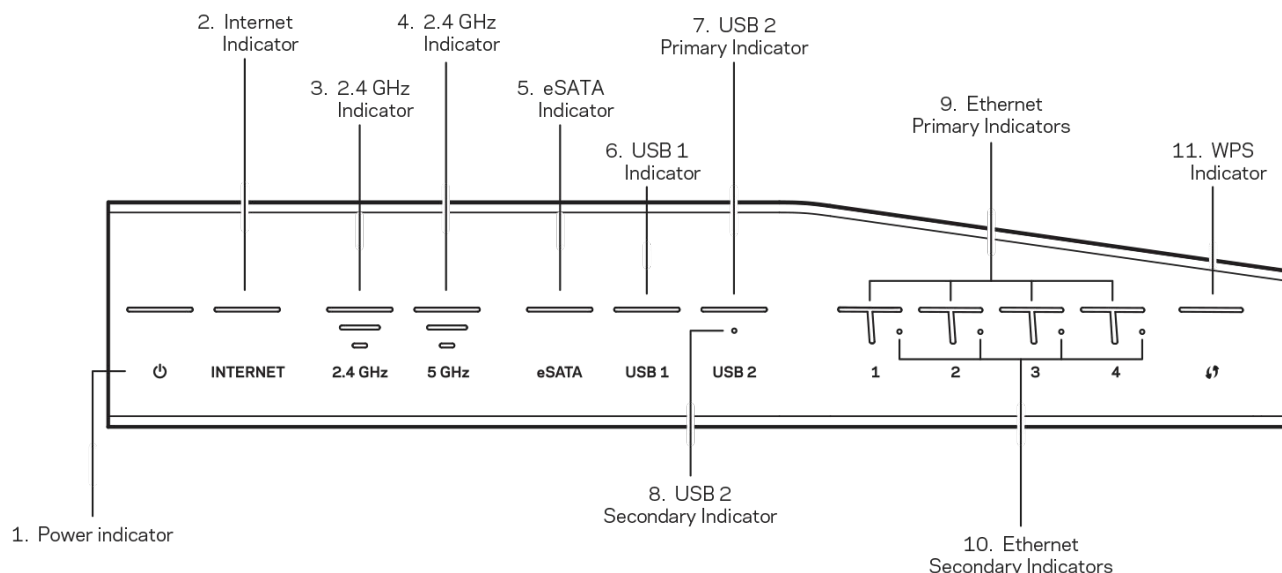 2. Internet
Indicator
4. 2.4 GHz
Indicator
7. USB 2
Primary Indicator
3. 2.4 GHz
Indicator
5. eSATA
Indicator
9. Ethernet
Primary Indicators
6. USB 1
Indicator
11. WPS
Indicator
INTERNET
2.4 GHz
5 GHz
eSATA
USB 1
USB 2
1
2
3
4
8. USB 2
Secondary Indicator
1. Power indicator
10. Ethernet
Secondary Indicators